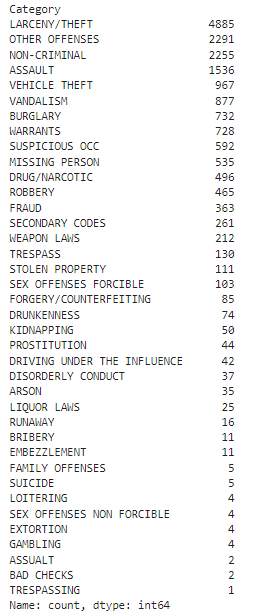 Category
LARCENY/THEFT 4885
OTHER OFFENSES 2291
NON-CRIMINAL 2255
ASSAULT 1536
VEHICLE THEFT 967
VANDALISM 877
BURGLARY 732
WARRANTS 728
SUSPICIOUS OCC 592
MISSING PERSON 535
DRUG/NARCOTIC 496
ROBBERY 465
FRAUD 363
SECONDARY CODES 261
WEAPON LAWS 212
TRESPASS 130
STOLEN PROPERTY 111
SEX OFFENSES FORCIBLE 103
FORGERY/COUNTERFEITING 85
DRUNKENNESS 74
KIDNAPPING 50
PROSTITUTION 44
DRIVING UNDER THE INFLUENCE 42
DISORDERLY CONDUCT 37
ARSON 35
LIQUOR LAWS 25
RUNAWAY 16
BRIBERY 11
EMBEZZLEMENT 11
FAMILY OFFENSES 5
SUICIDE 5
LOITERING 4
SEX OFFENSES NON FORCIBLE 4
EXTORTION 4
GAMBLING 4
ASSUALT 2
BAD CHECKS 2
TRESPASSING 1
Name: count, dtype: int64